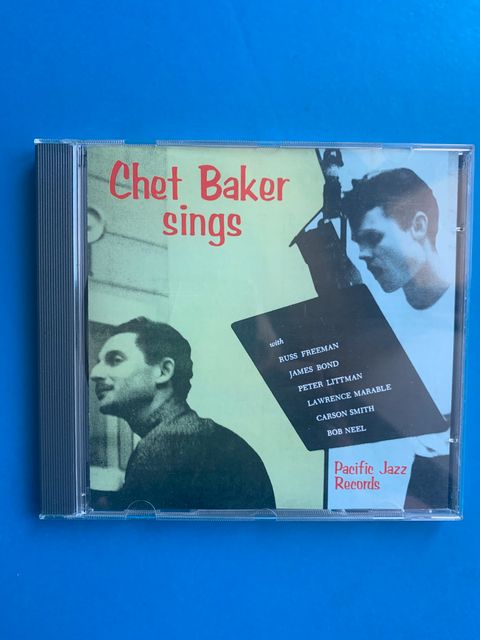 Chet Baker
sings
with
RUSS FREEMAN
JAMES BOND
PETER LITTMAN
LAWRENCE MARABLE
CARSON SMITH
BOB NEEL
Pacific Jazz
Records